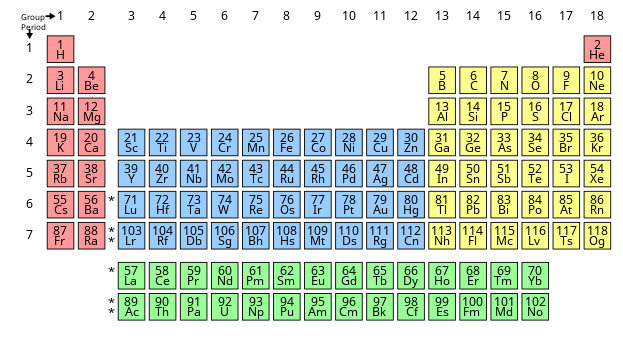 Group 1 2 3 4 5 6 7 8 9 10 11 12 13 14 15 16 17 18
Period
1 1 2
H He
2 3 4 5 6 7 8 9 10
Li Be B C N O F Ne
3 11 12 13 14 15 16 17 18
Na Mg Al Si P S Cl Ar
4 19 20 21 22 23 24 25 26 27 28 29 30 31 32 33 34 35 36
K Ca Sc Ti V Cr Mn Fe Co Ni Cu Zn Ga Ge As Se Br Kr
5 37 38 39 40 41 42 43 44 45 46 47 48 49 50 51 52 53 54
Rb Sr Y Zr Nb Mo Tc Ru Rh Pd Ag Cd In Sn Sb Te I Xe
6 55 56 * 71 72 73 74 75 76 77 78 79 80 81 82 83 84 85 86
Cs Ba Lu Hf Ta W Re Os Ir Pt Au Hg Tl Pb Bi Po At Rn
7 87 88 * * 103 104 105 106 107 108 109 110 111 112 113 114 115 116 117 118
Fr Ra Lr Rf Db Sg Bh Hs Mt Ds Rg Cn Nh Fl Mc Lv Ts Og
* 57 58 59 60 61 62 63 64 65 66 67 68 69 70
La Ce Pr Nd Pm Sm Eu Gd Tb Dy Ho Er Tm Yb
* * 89 90 91 92 93 94 95 96 97 98 99 100 101 102
Ac Th Pa U Np Pu Am Cm Bk Cf Es Fm Md No